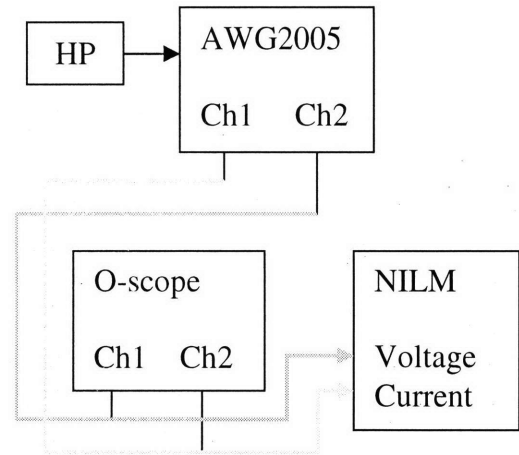 HP
AWG2005
Ch1 Ch2
O-scope
Ch1 Ch2
NILM
Voltage
Current